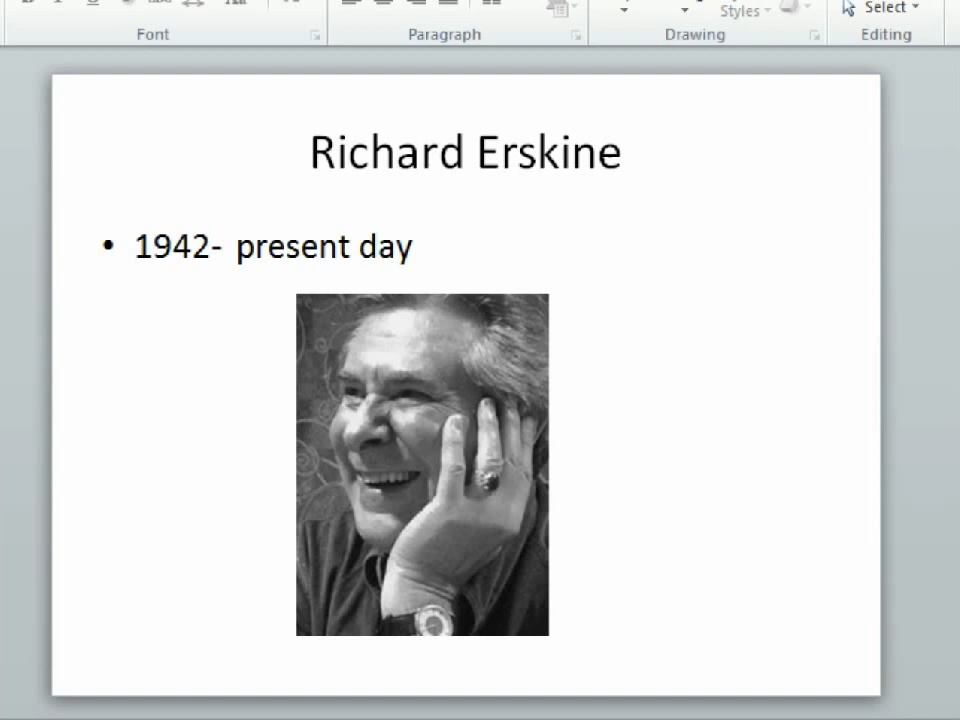 Select
Styles
Font
Paragraph
Drawing
Editing
Richard Erskine
• 1942- present day